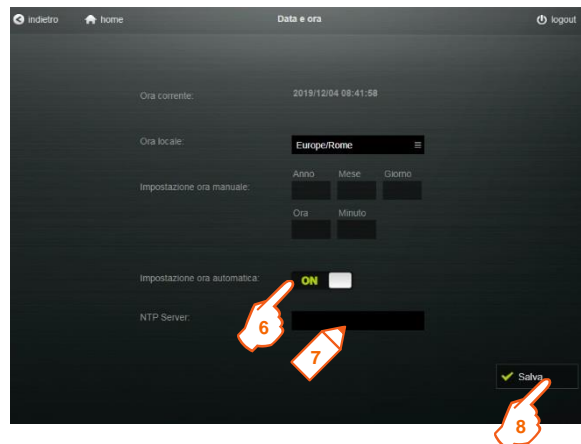 indietro home Data e ora logout
Ora corrente: 2019/12/04 08:41:58
Ora locale: Europe/Rome
Anno Mese Giorno
Impostazione ora manuale:
Ora Minuto
Impostazione ora automatica: ON
6
NTP Server:
7
Salva
8